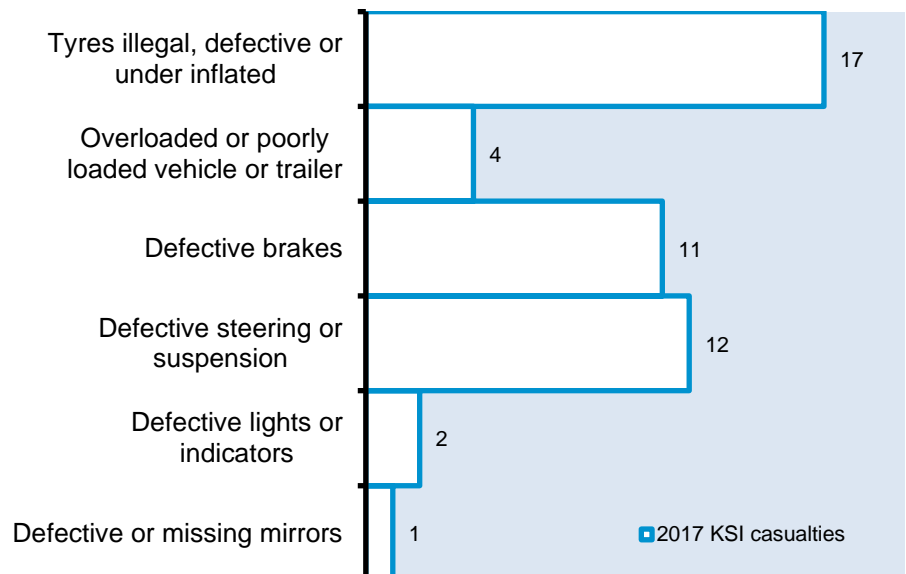 Tyres illegal, defective or
under inflated
17
Overloaded or poorly
loaded vehicle or trailer
4
Defective brakes
11
Defective steering or
suspension
12
Defective lights or
indicators
2
Defective or missing mirrors
1
2017 KSI casualties